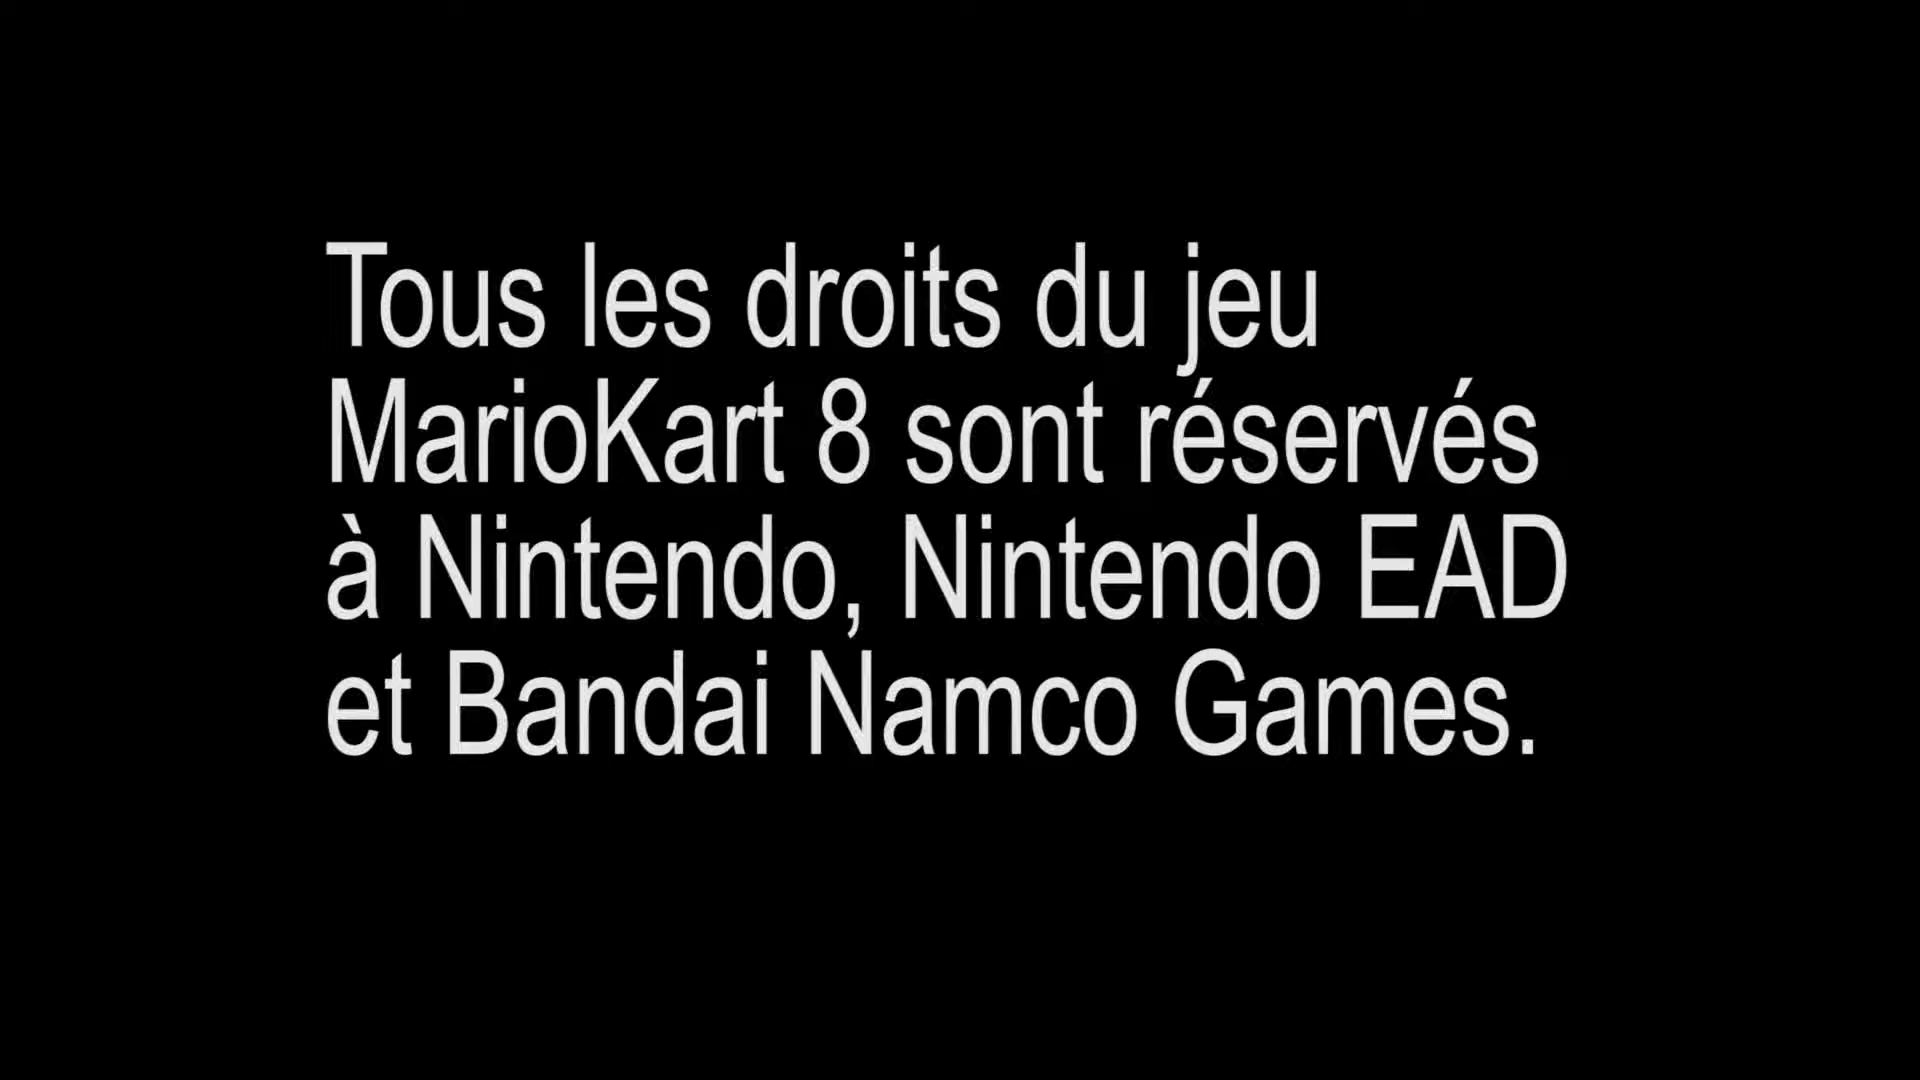 Tous les droits du jeu
MarioKart 8 sont réservés
à Nintendo, Nintendo EAD
et Bandai Namco Games.